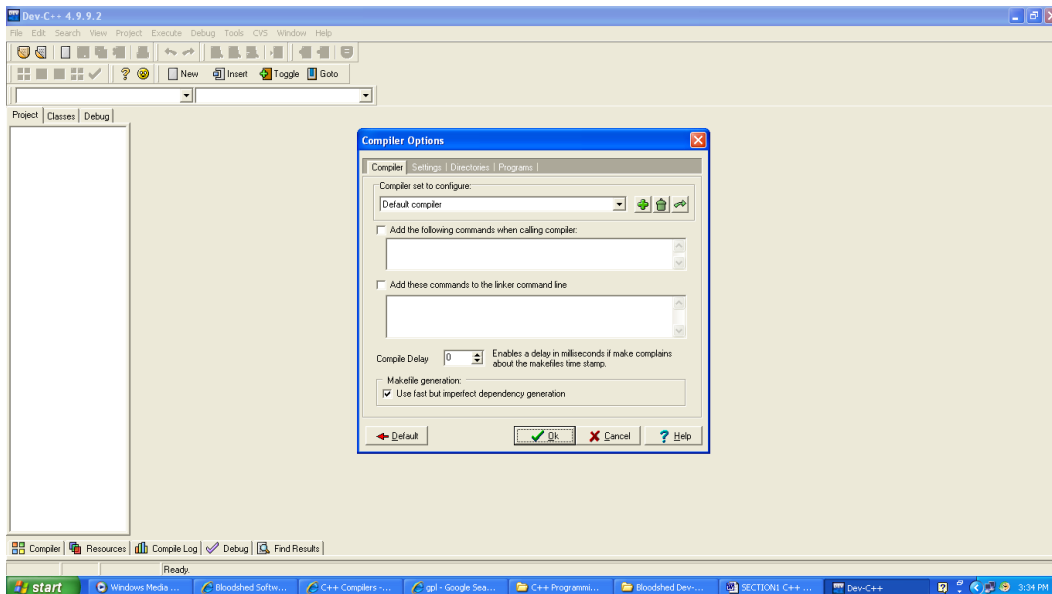 Dev-C++ 4.9.9.2
File Edit Search View Project Execute Debug Tools CVS Window Help
New Insert Toggle Goto
Project Classes Debug
Compiler Options
Compiler Settings Directories Programs
Compiler set to configure:
Default compiler
Add the following commands when calling compiler:
Add these commands to the linker command line
Compile Delay 0 Enables a delay in milliseconds if make complains
about the makefiles time stamp.
Makefile generation:
Use fast but imperfect dependency generation
Default Ok Cancel Help
Compiler Resources Compile Log Debug Find Results
Ready.
start Windows Media ... Bloodshed Softw... C++ Compilers -... gpl - Google Sea... C++ Programmi... Bloodshed Dev-... SECTION1 C++ ... Dev-C++ 3:34 PM